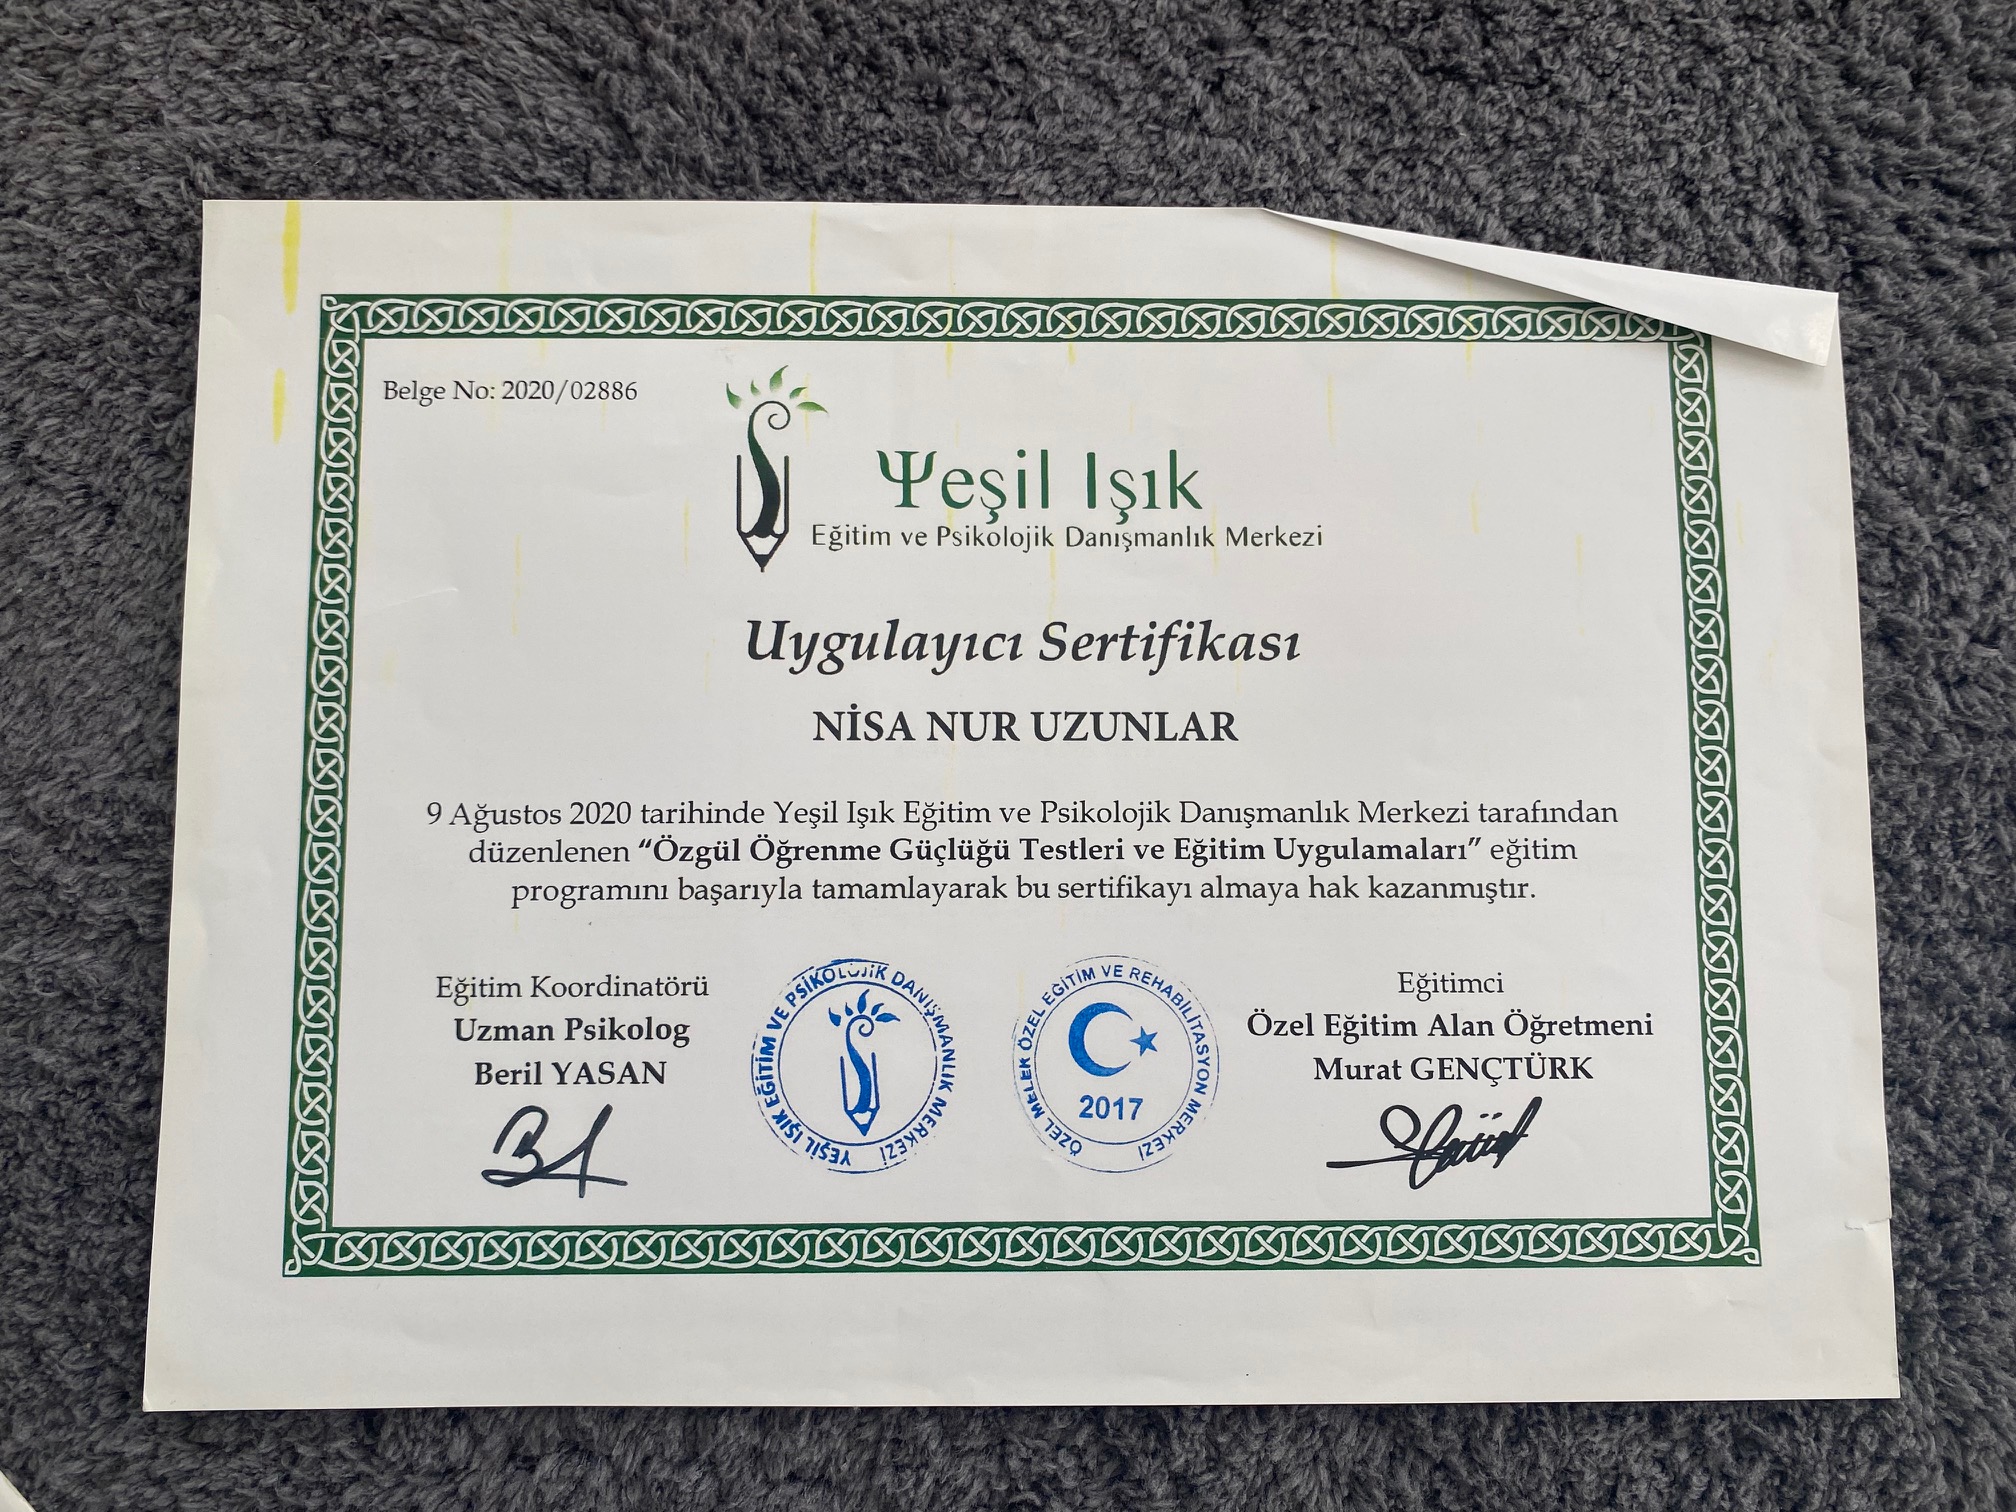 Belge No: 2020/02886
Yeşil Işık
Eğitim ve Psikolojik Danışmanlık Merkezi
Uygulayıcı Sertifikası
NİSA NUR UZUNLAR
9 Ağustos 2020 tarihinde Yeşil Işık Eğitim ve Psikolojik Danışmanlık Merkezi tarafından
düzenlenen “Özgül Öğrenme Güçlüğü Testleri ve Eğitim Uygulamaları” eğitim
programını başarıyla tamamlayarak bu sertifikayı almaya hak kazanmıştır.
Eğitim Koordinatörü
Uzman Psikolog
Beril YASAN
YEŞİL IŞIK EĞİTİM VE PSİKOLOJİK DANIŞMANLIK MERKEZİ
ÖZEL MELEK ÖZEL EĞİTİM VE REHABİLİTASYON MERKEZİ
2017
Eğitimci
Özel Eğitim Alan Öğretmeni
Murat GENÇTÜRK